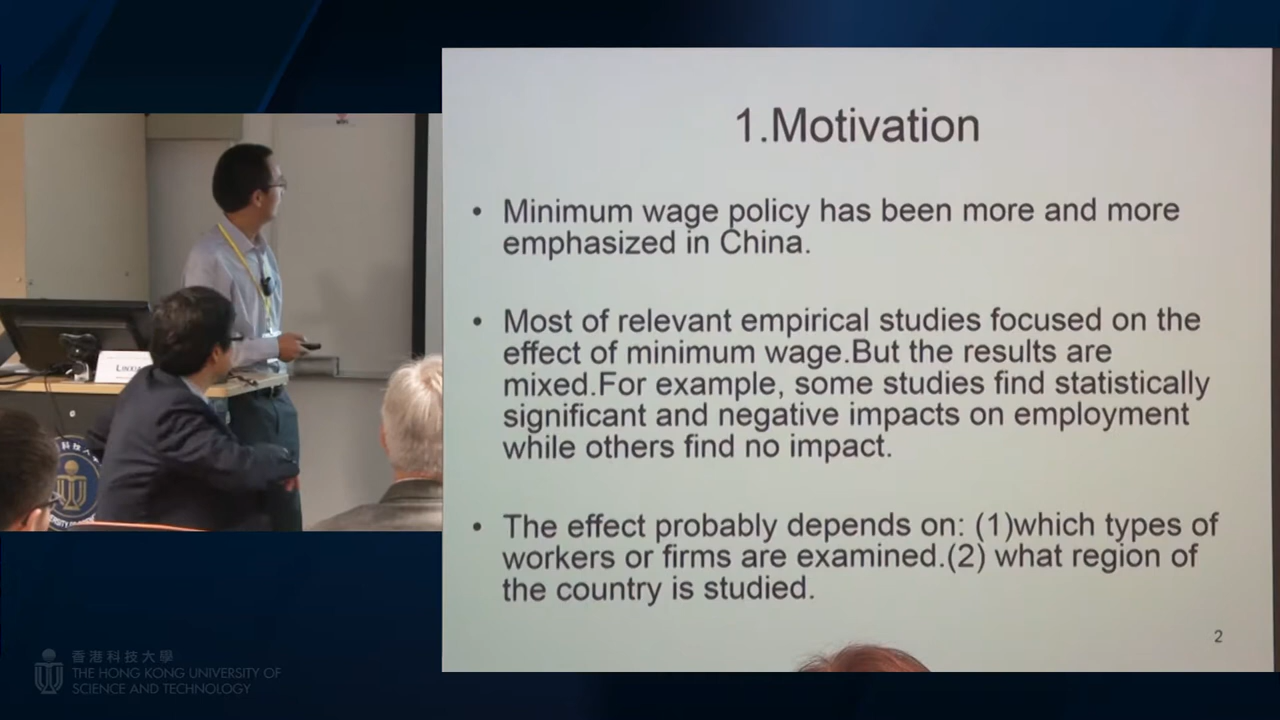 1.Motivation
• Minimum wage policy has been more and more
emphasized in China.
• Most of relevant empirical studies focused on the
effect of minimum wage.But the results are
mixed.For example, some studies find statistically
significant and negative impacts on employment
while others find no impact.
• The effect probably depends on: (1)which types of
workers or firms are examined.(2) what region of
the country is studied.
2
香港科技大學
THE HONG KONG UNIVERSITY OF
SCIENCE AND TECHNOLOGY